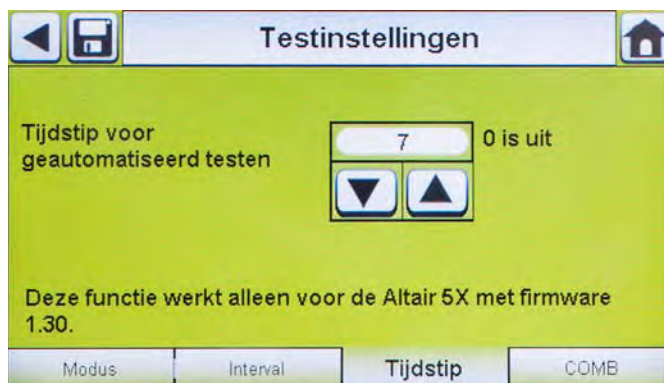 Testinstellingen
Tijdstip voor
geautomatiseerd testen
7
0 is uit
Deze functie werkt alleen voor de Altair 5X met firmware
1.30.
Modus
Interval
Tijdstip
COMB